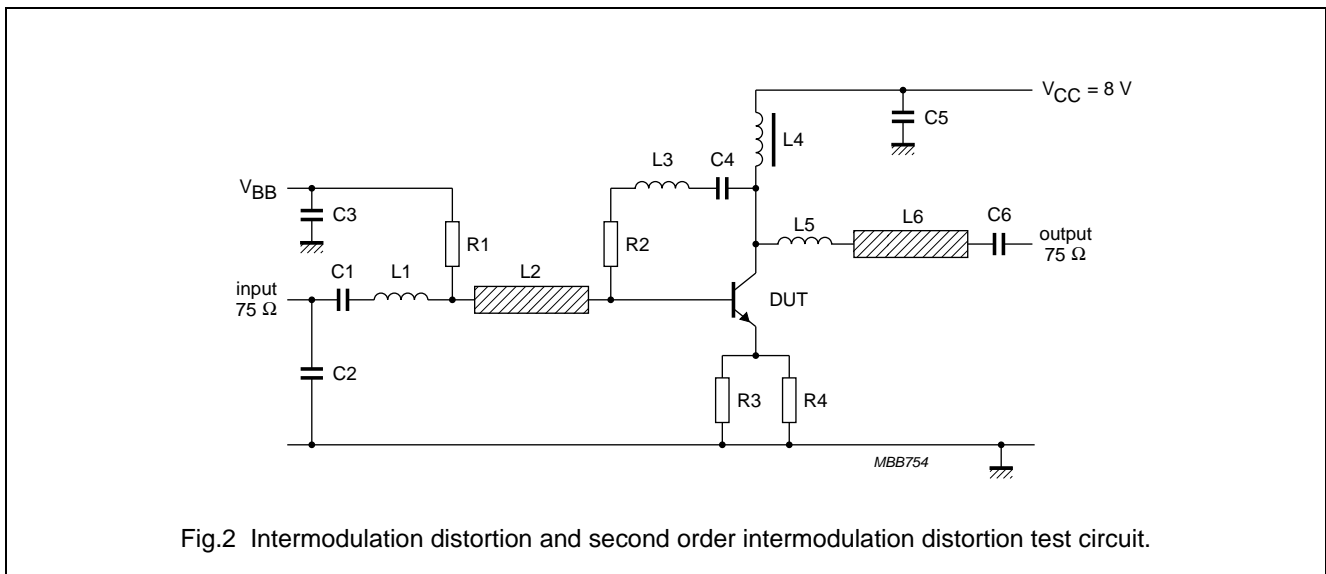 V_CC = 8 V
C5
L4
L3
C4
V_BB
C3
R1
R2
L5
L6
C6
output
75 Ω
C1
L1
L2
input
75 Ω
DUT
C2
R3
R4
MBB754
Fig.2 Intermodulation distortion and second order intermodulation distortion test circuit.